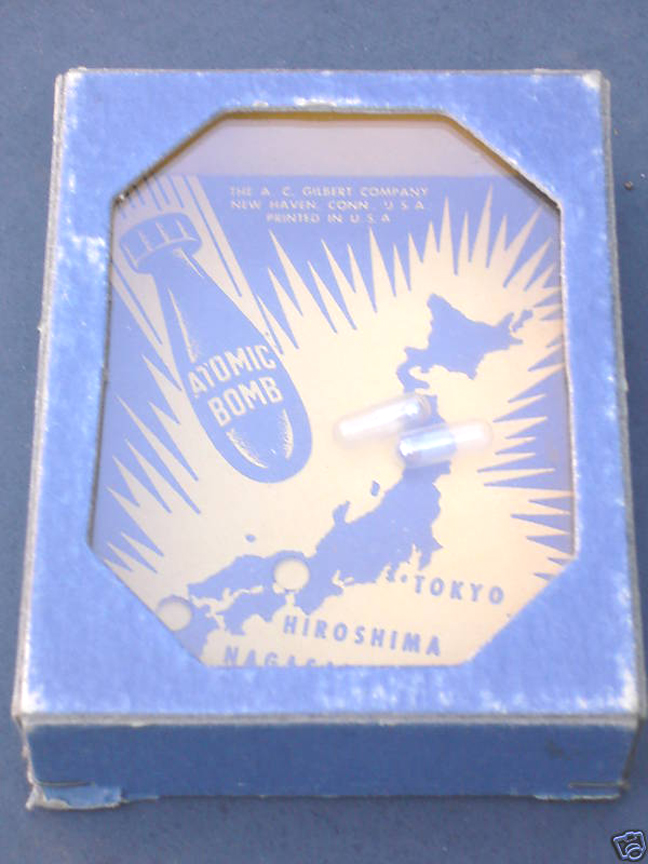 THE A. C. GILBERT COMPANY
NEW HAVEN, CONN., U. S. A.
PRINTED IN U. S. A
ATOMIC
BOMB
TOKYO
HIROSHIMA